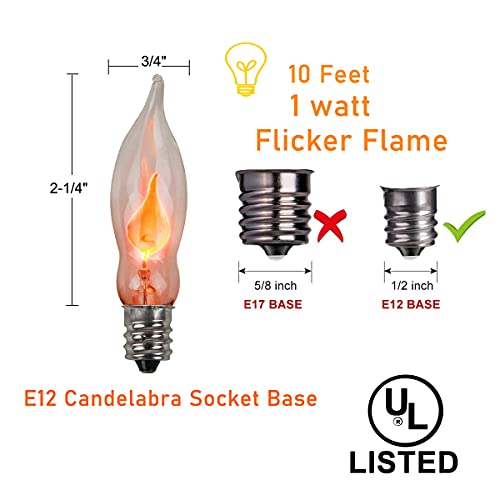 3/4"
10 Feet
1 watt
Flicker Flame
2-1/4"
5/8 inch
1/2 inch
E17 BASE
E12 BASE
E12 Candelabra Socket Base
UL
®
LISTED